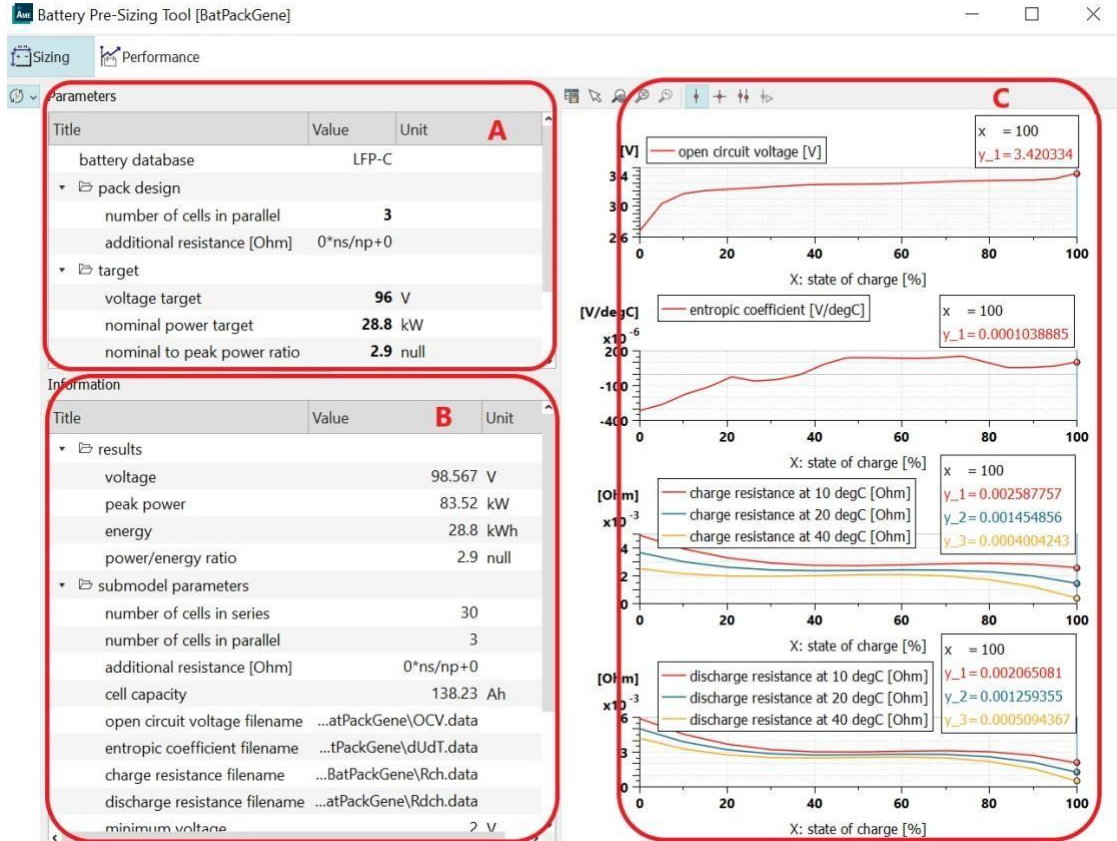 AME Battery Pre-Sizing Tool [BatPackGene]
Sizing Performance
Parameters
Title Value Unit A
battery database LFP-C
pack design
number of cells in parallel 3
additional resistance [Ohm] 0*ns/np+0
target
voltage target 96 V
nominal power target 28.8 kW
nominal to peak power ratio 2.9 null
Information
Title Value B Unit
results
voltage 98.567 V
peak power 83.52 kW
energy 28.8 kWh
power/energy ratio 2.9 null
submodel parameters
number of cells in series 30
number of cells in parallel 3
additional resistance [Ohm] 0*ns/np+0
cell capacity 138.23 Ah
open circuit voltage filename ...atPackGene\OCV.data
entropic coefficient filename ...tPackGene\dUdT.data
charge resistance filename ...BatPackGene\Rch.data
discharge resistance filename ...atPackGene\Rdch.data
minimum voltage 2 V
C
x = 100
y_1=3.420334
[V] open circuit voltage [V]
3.4
3.0
2.6
0 20 40 60 80 100
X: state of charge [%]
[V/degC] entropic coefficient [V/degC]
x = 100
y_1=0.0001038885
x10 -6
200
-100
-400
0 20 40 60 80 100
X: state of charge [%]
x = 100
y_1=0.002587757
y_2=0.001454856
y_3=0.0004004243
[Ohm] charge resistance at 10 degC [Ohm]
charge resistance at 20 degC [Ohm]
charge resistance at 40 degC [Ohm]
x10 -3
4
2
0
0 20 40 60 80 100
X: state of charge [%]
x = 100
y_1=0.002065081
y_2=0.001259355
y_3=0.0005094367
[Ohm] discharge resistance at 10 degC [Ohm]
discharge resistance at 20 degC [Ohm]
discharge resistance at 40 degC [Ohm]
x10 -3
6
3
0
0 20 40 60 80 100
X: state of charge [%]